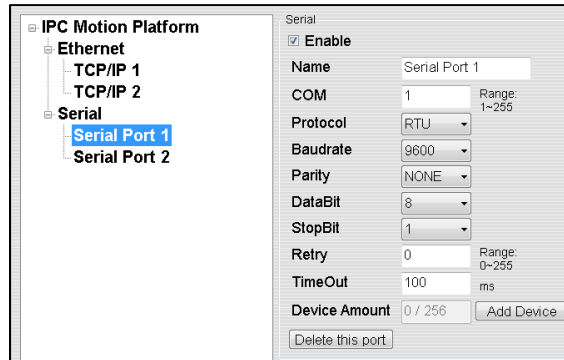 IPC Motion Platform
Ethernet
TCP/IP 1
TCP/IP 2
Serial
Serial Port 1
Serial Port 2
Serial
Enable
Name Serial Port 1
COM 1 Range: 1~255
Protocol RTU
Baudrate 9600
Parity NONE
DataBit 8
StopBit 1
Retry 0 Range: 0~255
TimeOut 100 ms
Device Amount 0 / 256 Add Device
Delete this port